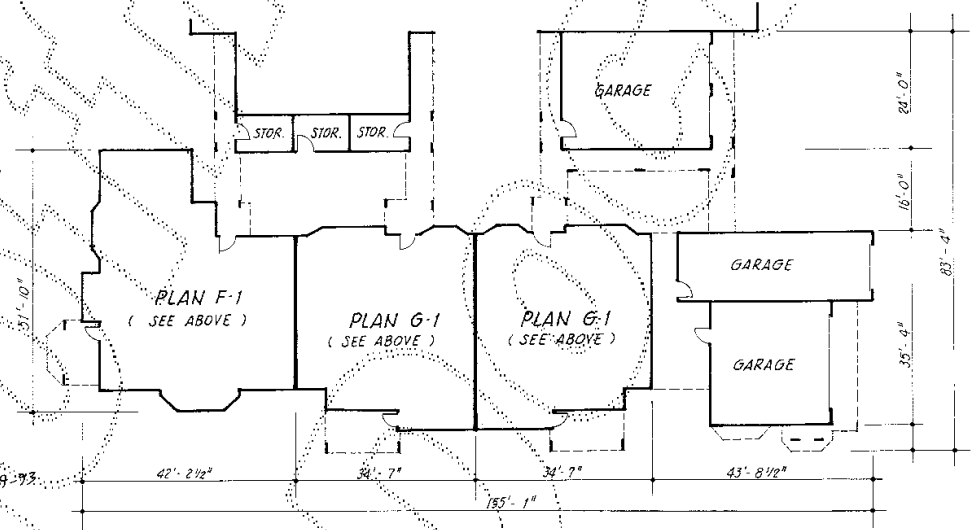 GARAGE
24'-0"
STOR.
STOR.
STOR.
16'-0"
83'-4"
GARAGE
PLAN F-1
( SEE ABOVE )
51'-10"
PLAN G-1
( SEE ABOVE )
PLAN G-1
( SEE ABOVE )
35'-4"
GARAGE
42'-2 1/2"
34'-7"
34'-7"
43'-8 1/2"
155'-1"